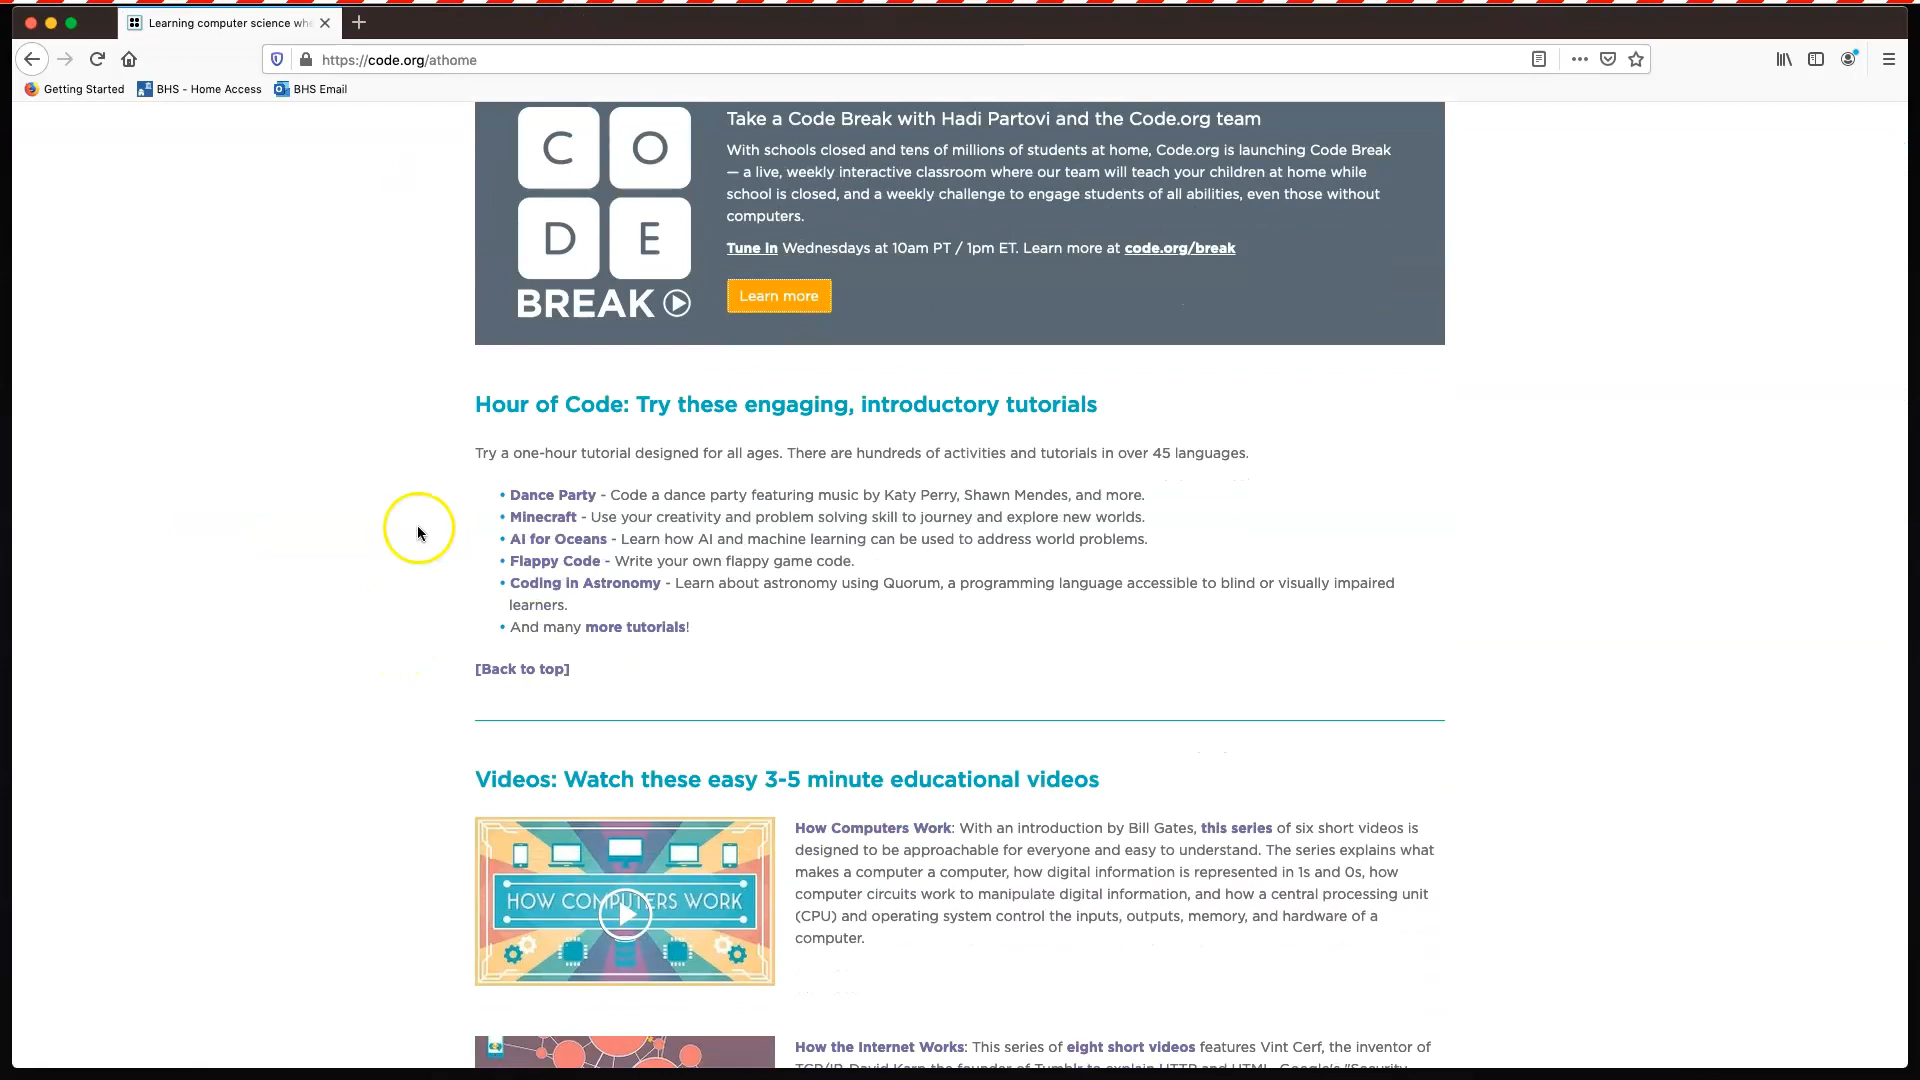 Learning computer science whe
https://code.org/athome
Getting Started BHS - Home Access BHS Email
C O
D E
BREAK
Take a Code Break with Hadi Partovi and the Code.org team
With schools closed and tens of millions of students at home, Code.org is launching Code Break
— a live, weekly interactive classroom where our team will teach your children at home while
school is closed, and a weekly challenge to engage students of all abilities, even those without
computers.
Tune in Wednesdays at 10am PT / 1pm ET. Learn more at code.org/break
Learn more
Hour of Code: Try these engaging, introductory tutorials
Try a one-hour tutorial designed for all ages. There are hundreds of activities and tutorials in over 45 languages.
• Dance Party - Code a dance party featuring music by Katy Perry, Shawn Mendes, and more.
• Minecraft - Use your creativity and problem solving skill to journey and explore new worlds.
• AI for Oceans - Learn how AI and machine learning can be used to address world problems.
• Flappy Code - Write your own flappy game code.
• Coding in Astronomy - Learn about astronomy using Quorum, a programming language accessible to blind or visually impaired
learners.
• And many more tutorials!
[Back to top]
Videos: Watch these easy 3-5 minute educational videos
HOW COMPUTERS WORK
How Computers Work: With an introduction by Bill Gates, this series of six short videos is
designed to be approachable for everyone and easy to understand. The series explains what
makes a computer a computer, how digital information is represented in 1s and 0s, how
computer circuits work to manipulate digital information, and how a central processing unit
(CPU) and operating system control the inputs, outputs, memory, and hardware of a
computer.
How the Internet Works: This series of eight short videos features Vint Cerf, the inventor of
TCP/IP, David Karp the founder of Tumblr to explain HTTP and HTML, Google's "Security